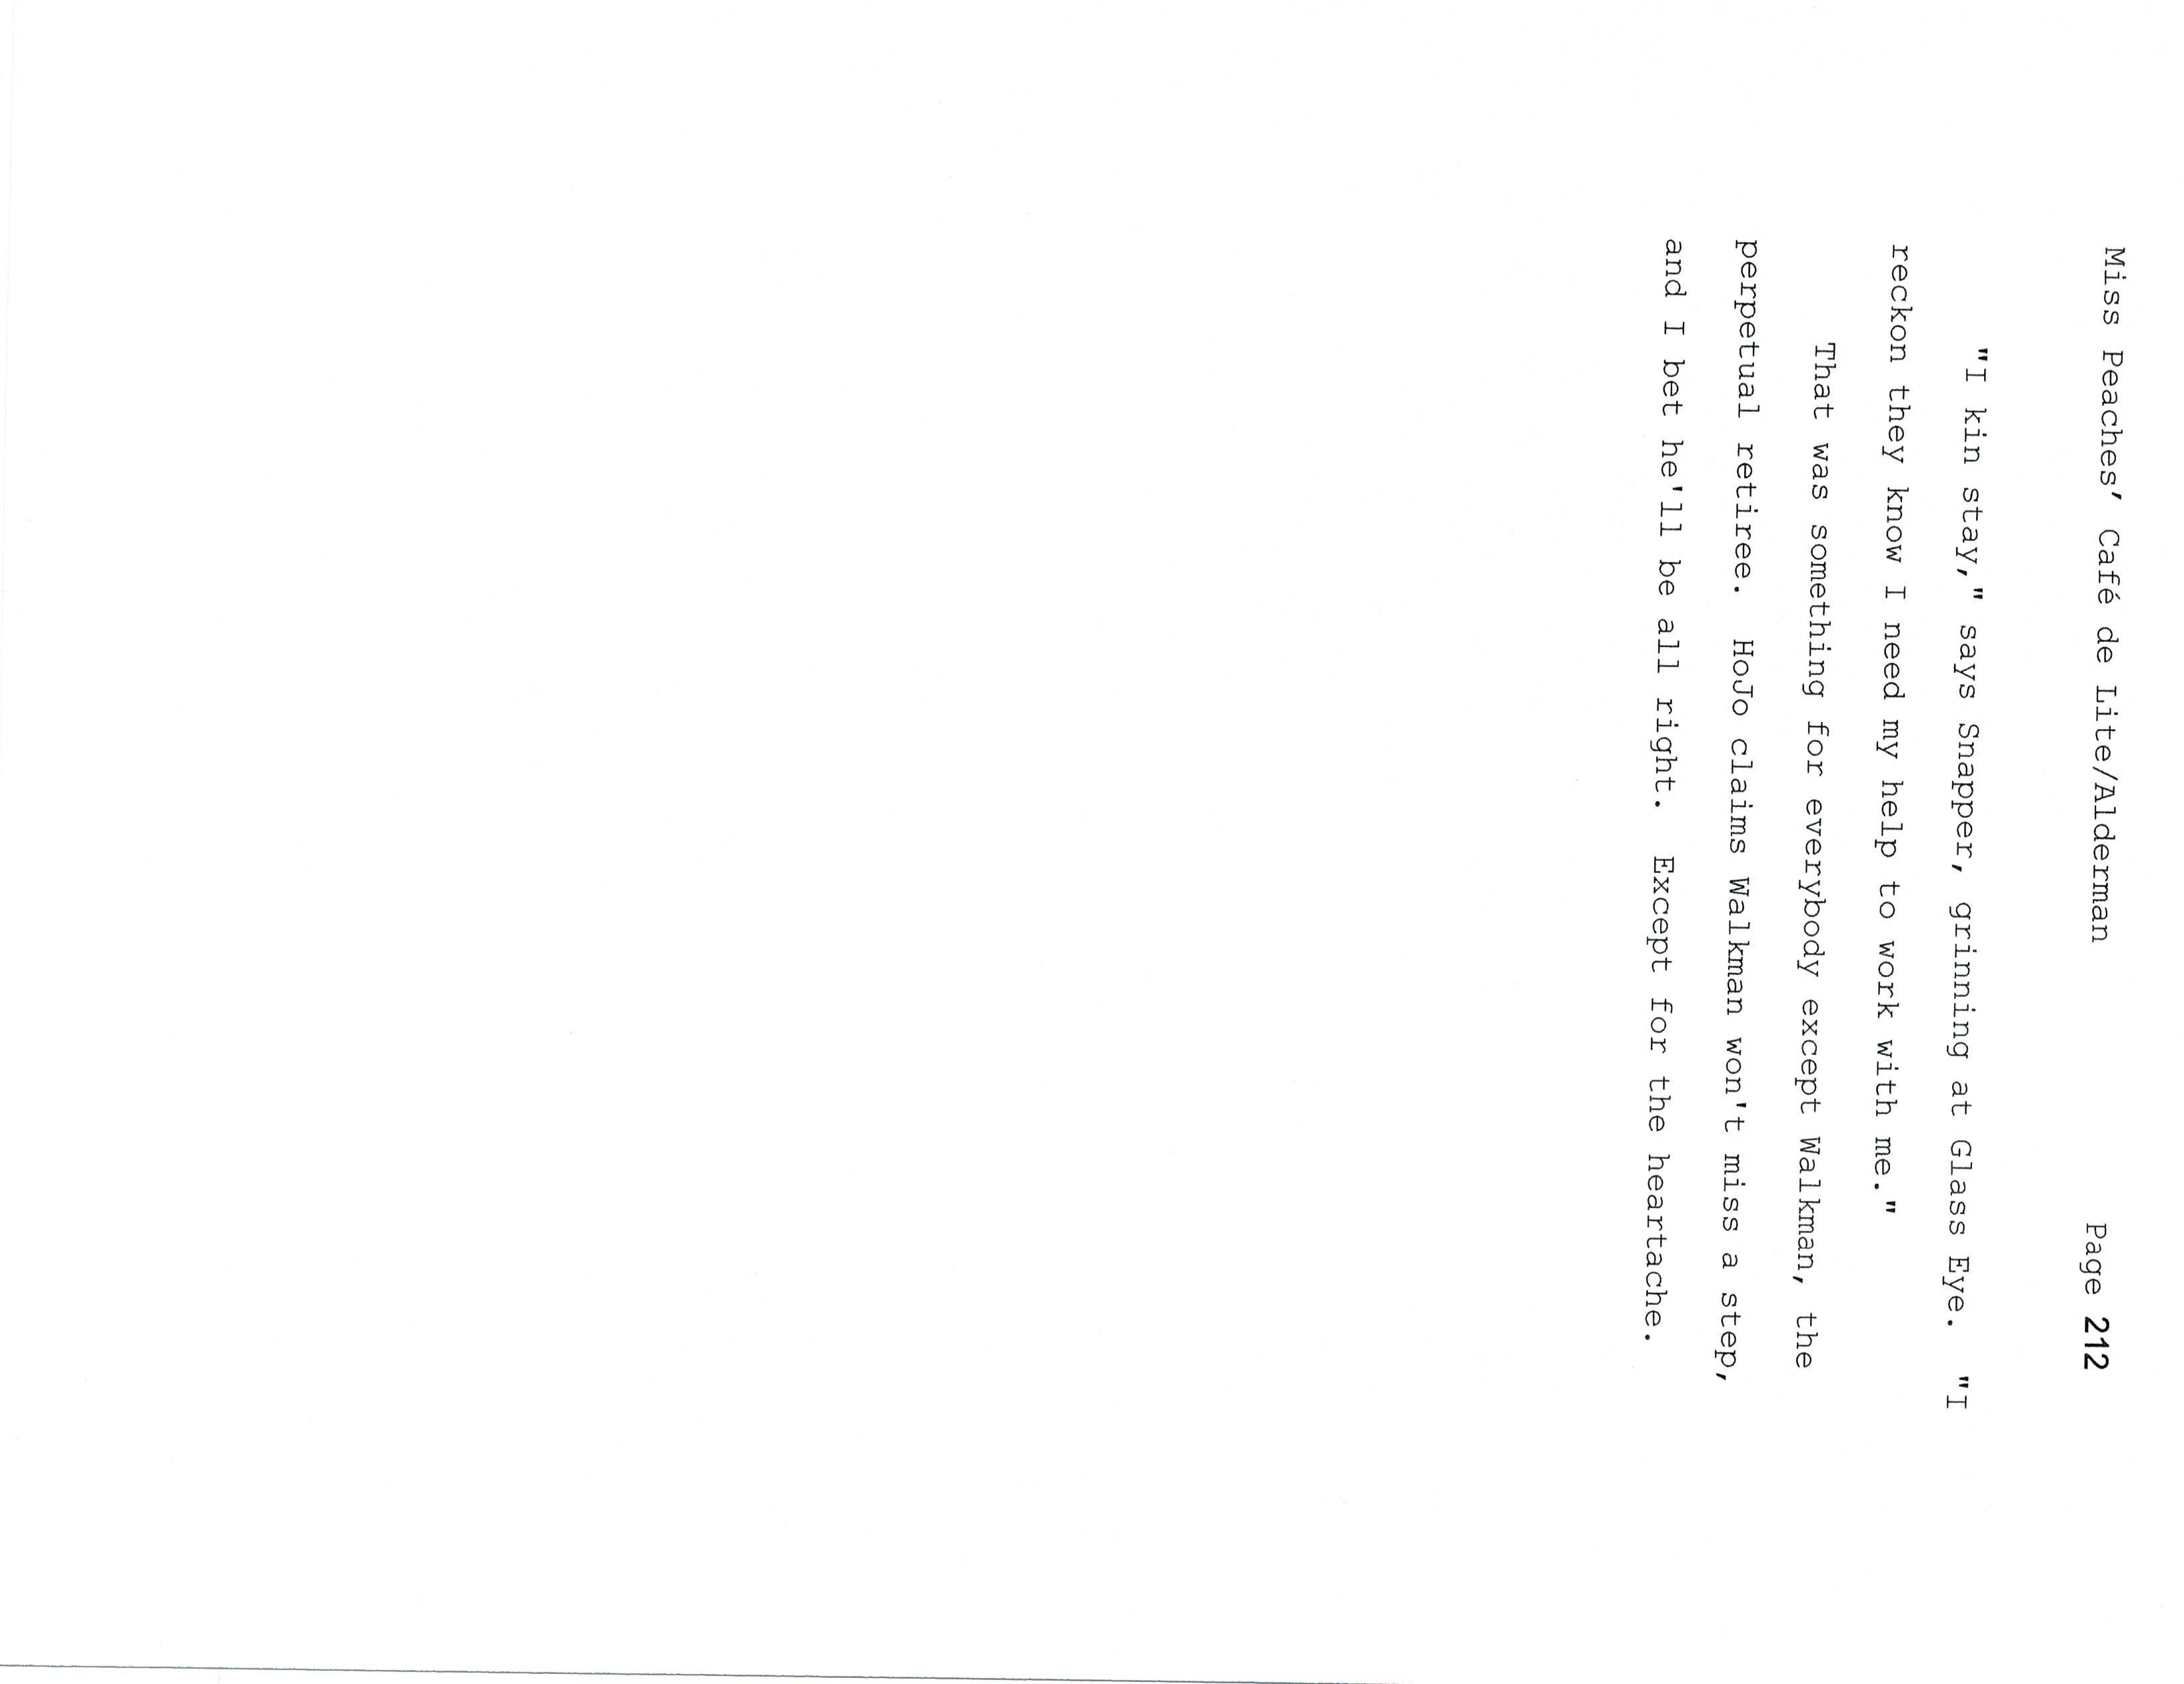 Miss Peaches’ Café de Lite/Alderman Page 212
"I kin stay," says Snapper, grinning at Glass Eye. "I
reckon they know I need my help to work with me."
That was something for everybody except Walkman, the
perpetual retiree. HoJo claims Walkman won't miss a step,
and I bet he'll be all right. Except for the heartache.